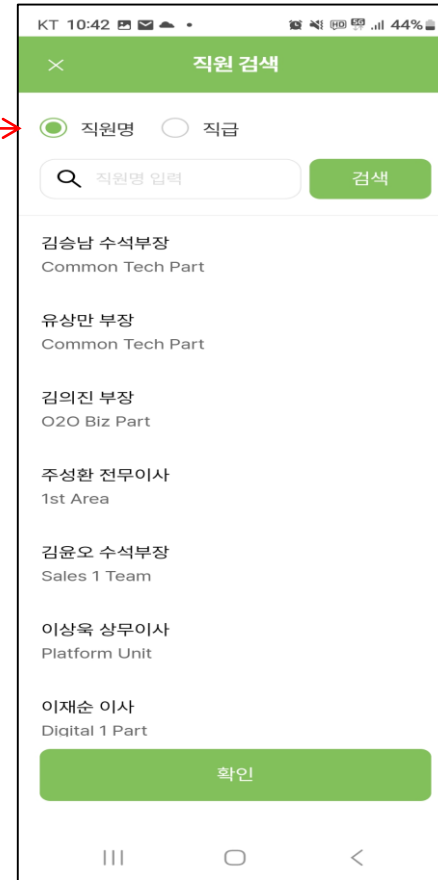 KT 10:42
HD 5G 44%
직원 검색
직원명 직급
직원명 입력 검색
김승남 수석부장
Common Tech Part
유상만 부장
Common Tech Part
김의진 부장
O2O Biz Part
주성환 전무이사
1st Area
김윤오 수석부장
Sales 1 Team
이상욱 상무이사
Platform Unit
이재순 이사
Digital 1 Part
확인